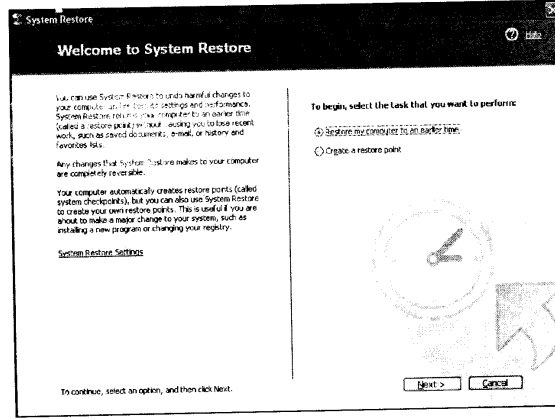 System Restore
Help
Welcome to System Restore
You can use System Restore to undo harmful changes to
your computer settings and performance.
System Restore returns your computer to an earlier time
(called a restore point) without causing you to lose recent
work, such as saved documents, e-mail, or history and
favorites lists.
Any changes that System Restore makes to your computer
are completely reversible.
Your computer automatically creates restore points (called
system checkpoints), but you can also use System Restore
to create your own restore points. This is useful if you are
about to make a major change to your system, such as
installing a new program or changing your registry.
System Restore Settings
To begin, select the task that you want to perform:
Restore my computer to an earlier time
Create a restore point
To continue, select an option, and then click Next.
Next >
Cancel